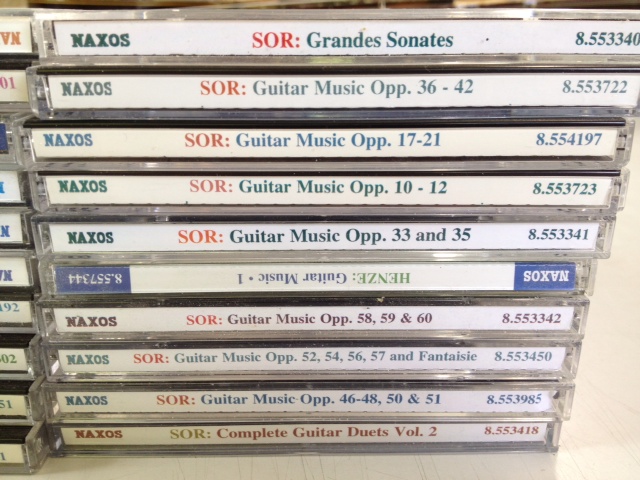 NAXOS SOR: Grandes Sonates 8.553340
NAXOS SOR: Guitar Music Opp. 36 - 42 8.553722
NAXOS SOR: Guitar Music Opp. 17-21 8.554197
NAXOS SOR: Guitar Music Opp. 10 - 12 8.553723
NAXOS SOR: Guitar Music Opp. 33 and 35 8.553341
NAXOS HENZE: Guitar Music • 1 8.557344
NAXOS SOR: Guitar Music Opp. 58, 59 & 60 8.553342
NAXOS SOR: Guitar Music Opp. 52, 54, 56, 57 and Fantaisie 8.553450
NAXOS SOR: Guitar Music Opp. 46-48, 50 & 51 8.553985
NAXOS SOR: Complete Guitar Duets Vol. 2 8.553418